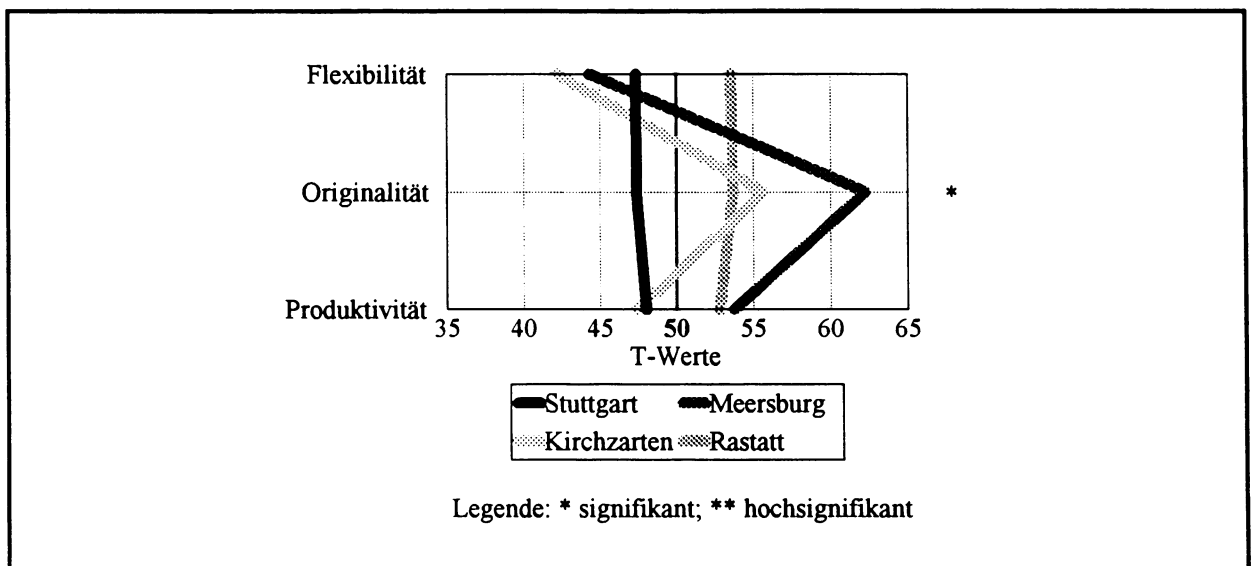 Flexibilität
Originalität *
Produktivität
35 40 45 50 55 60 65
T-Werte
Stuttgart Meersburg
Kirchzarten Rastatt
Legende: * signifikant; ** hochsignifikant